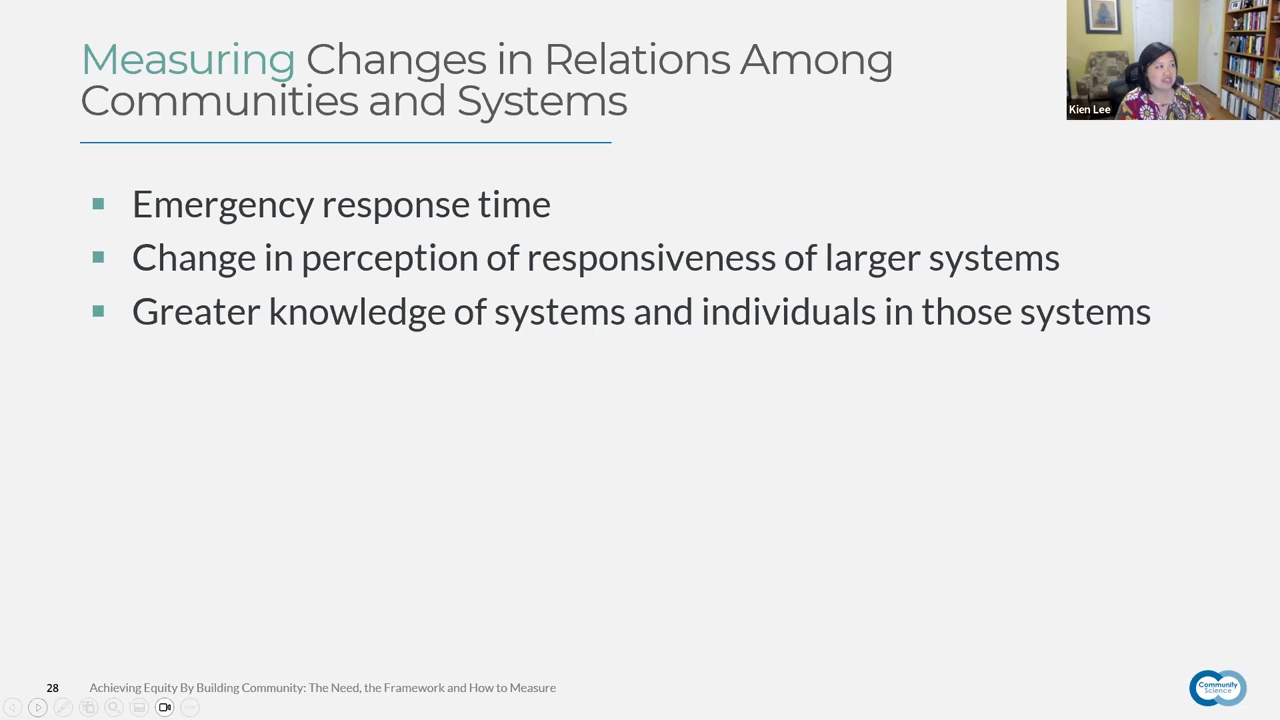 Measuring Changes in Relations Among
Communities and Systems
Kien Lee
Emergency response time
Change in perception of responsiveness of larger systems
Greater knowledge of systems and individuals in those systems
28 Achieving Equity By Building Community: The Need, the Framework and How to Measure
Community
Science